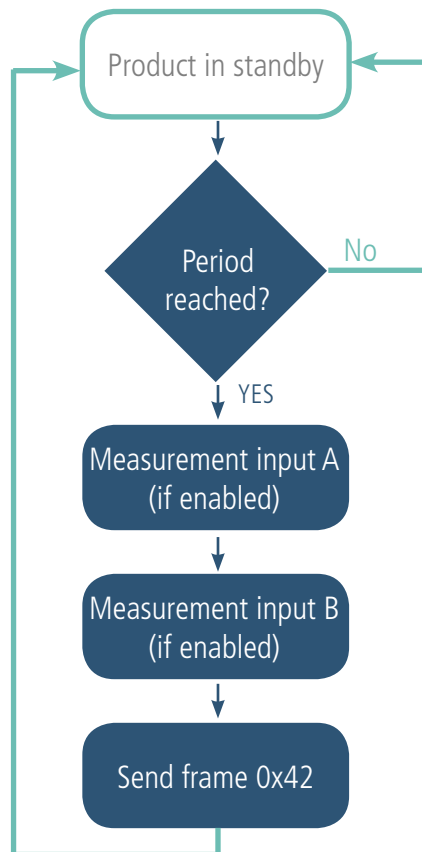 Product in standby
Period
reached?
No
YES
Measurement input A
(if enabled)
Measurement input B
(if enabled)
Send frame 0x42